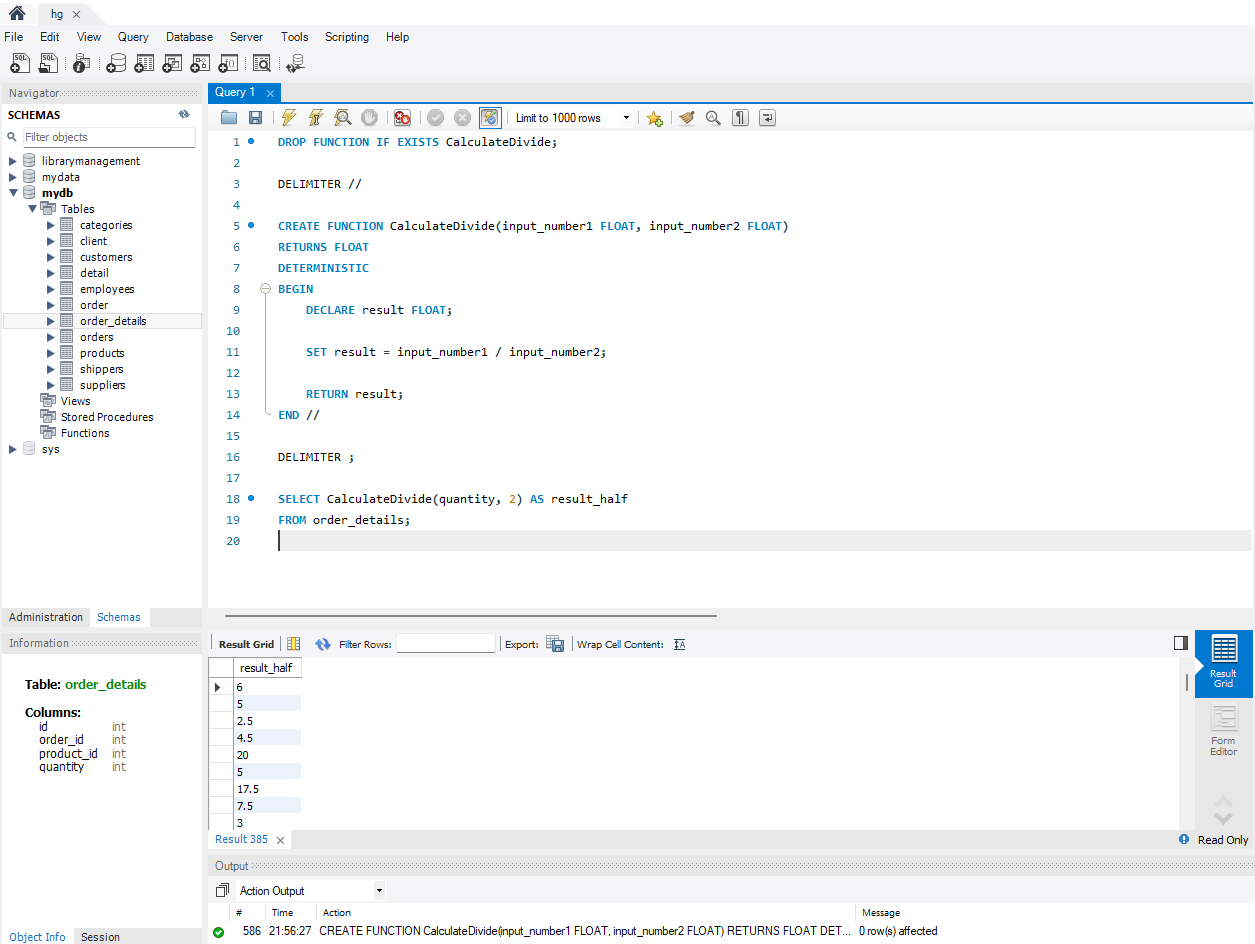 hg
File Edit View Query Database Server Tools Scripting Help
Navigator
SCHEMAS
Filter objects
librarymanagement
mydata
mydb
Tables
categories
client
customers
detail
employees
order
order_details
orders
products
shippers
suppliers
Views
Stored Procedures
Functions
sys
Administration Schemas
Information
Table: order_details
Columns:
id int
order_id int
product_id int
quantity int
Object Info Session
Query 1
Limit to 1000 rows
1 DROP FUNCTION IF EXISTS CalculateDivide;
2
3 DELIMITER //
4
5 CREATE FUNCTION CalculateDivide(input_number1 FLOAT, input_number2 FLOAT)
6 RETURNS FLOAT
7 DETERMINISTIC
8 BEGIN
9 DECLARE result FLOAT;
10
11 SET result = input_number1 / input_number2;
12
13 RETURN result;
14 END //
15
16 DELIMITER ;
17
18 SELECT CalculateDivide(quantity, 2) AS result_half
19 FROM order_details;
20
Result Grid Filter Rows: Export: Wrap Cell Content:
result_half
6
5
2.5
4.5
20
5
17.5
7.5
3
Result Grid
Form Editor
Result 385 Read Only
Output
Action Output
# Time Action Message
586 21:56:27 CREATE FUNCTION CalculateDivide(input_number1 FLOAT, input_number2 FLOAT) RETURNS FLOAT DET... 0 row(s) affected